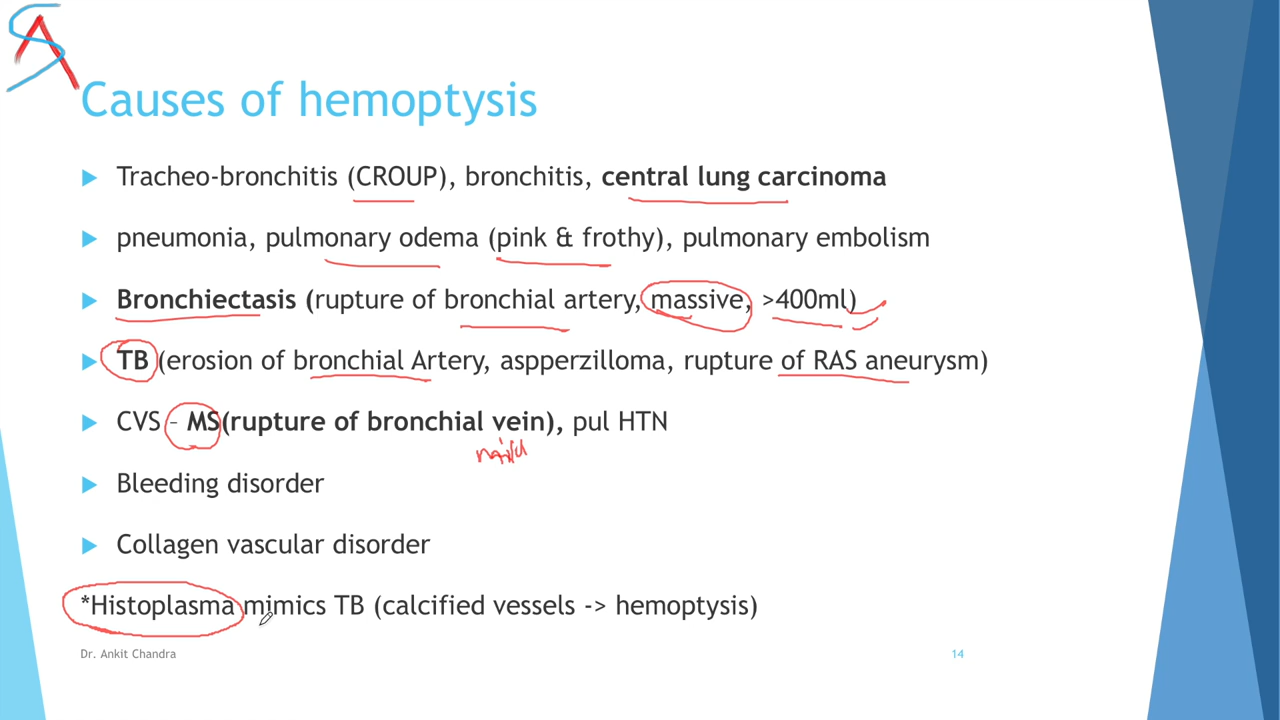 Causes of hemoptysis
Tracheo-bronchitis (CROUP), bronchitis, central lung carcinoma
pneumonia, pulmonary odema (pink & frothy), pulmonary embolism
Bronchiectasis (rupture of bronchial artery, massive, >400ml)
TB (erosion of bronchial Artery, aspperzilloma, rupture of RAS aneurysm)
CVS – MS(rupture of bronchial vein), pul HTN
Bleeding disorder
Collagen vascular disorder
*Histoplasma mimics TB (calcified vessels -> hemoptysis)
Dr. Ankit Chandra 14